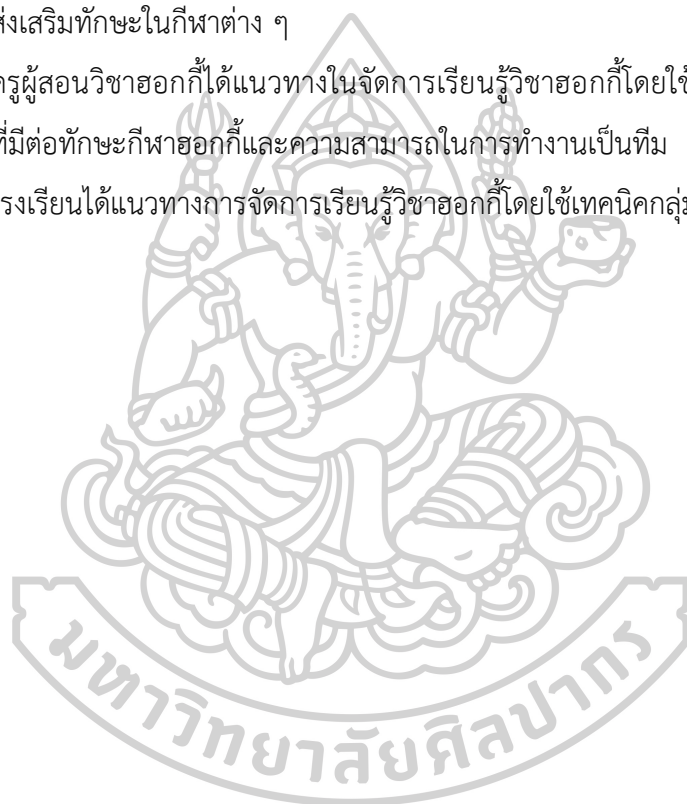 ส่งเสริมทักษะในกีฬาต่าง ๆ
ครูผู้สอนวิชาฮอกกี้ได้แนวทางในจัดการเรียนรู้วิชาฮอกกี้โดยใช้
ที่มีต่อทักษะกีฬาฮอกกี้และความสามารถในการทำงานเป็นทีม
รงเรียนได้แนวทางการจัดการเรียนรู้วิชาฮอกกี้โดยใช้เทคนิคกลุ่ม
มหาวิทยาลัยศิลปากร